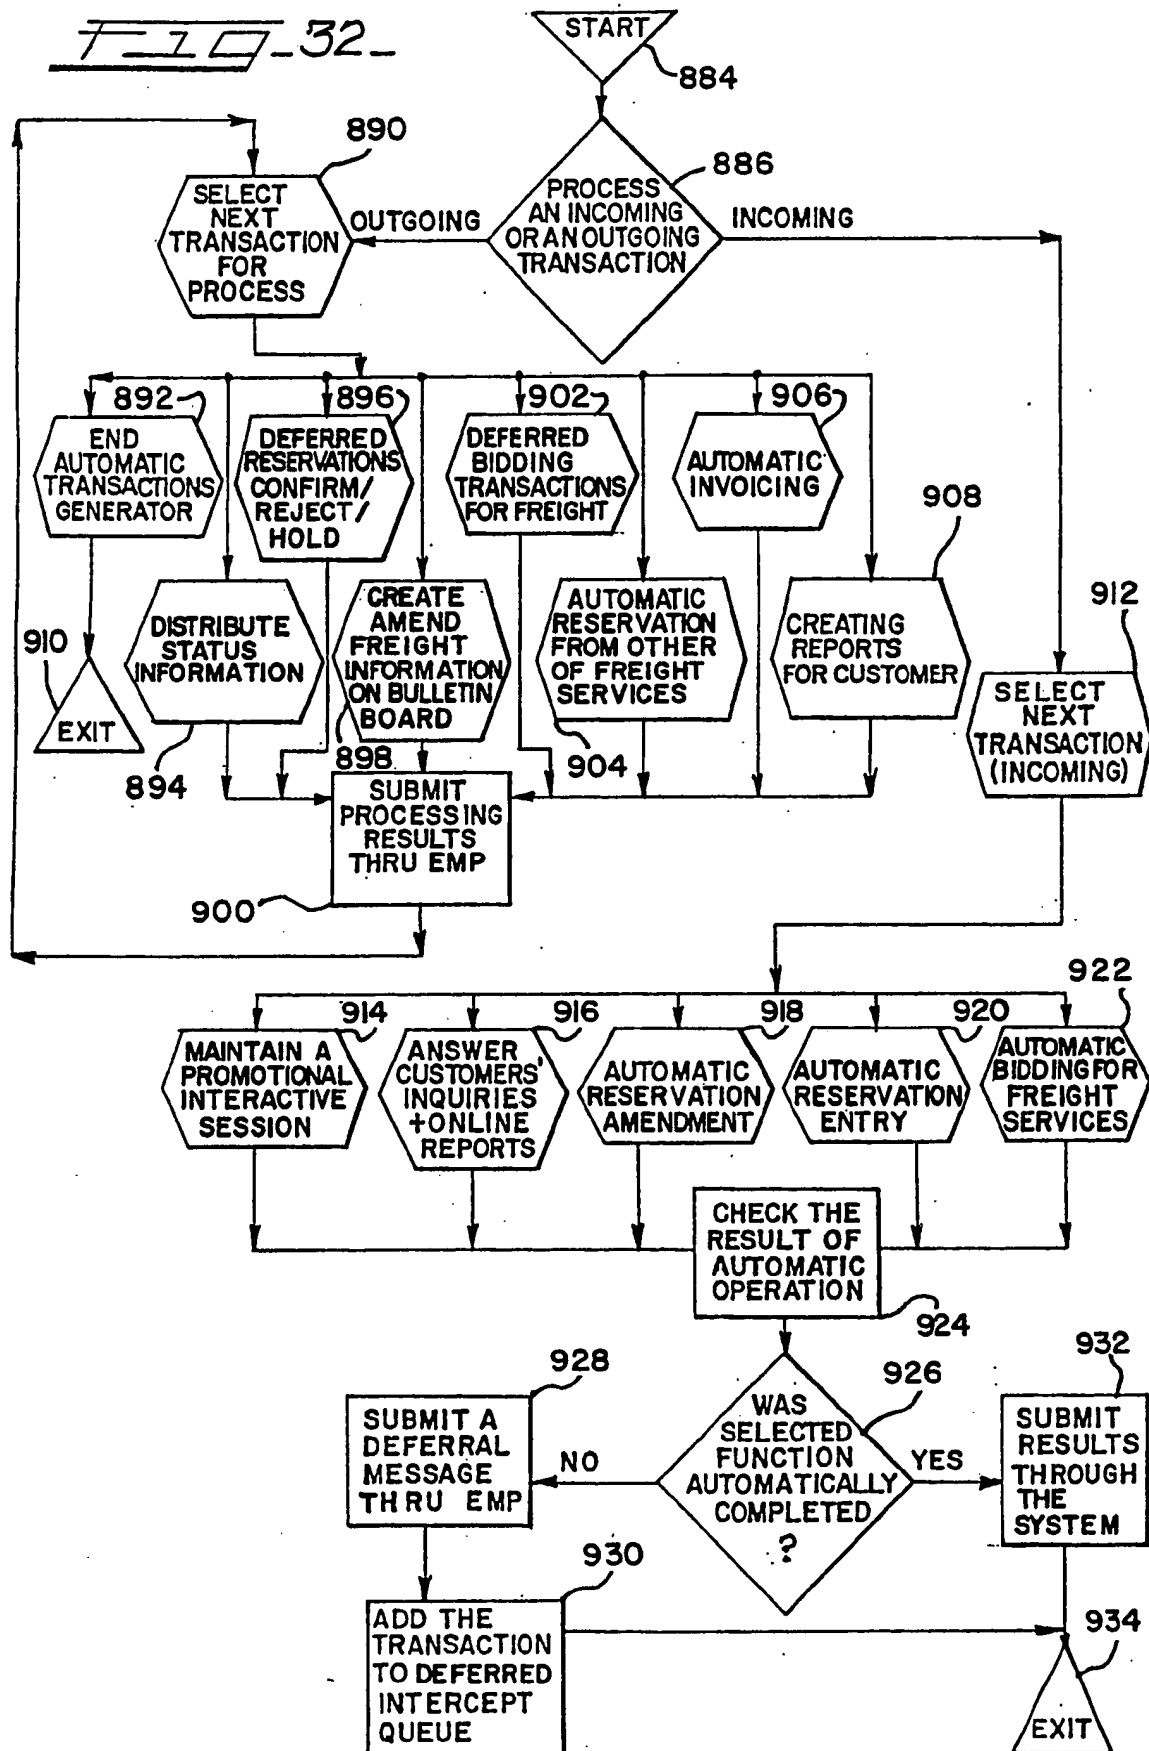 FIG_32_
START
884
886
PROCESS
AN INCOMING
OR AN OUTGOING
TRANSACTION
OUTGOING
INCOMING
890
SELECT
NEXT
TRANSACTION
FOR
PROCESS
892
END
AUTOMATIC
TRANSACTIONS
GENERATOR
896
DEFERRED
RESERVATIONS
CONFIRM/
REJECT/
HOLD
902
DEFERRED
BIDDING
TRANSACTIONS
FOR FREIGHT
906
AUTOMATIC
INVOICING
908
910
EXIT
DISTRIBUTE
STATUS
INFORMATION
894
CREATE
AMEND
FREIGHT
INFORMATION
ON BULLETIN
BOARD
898
AUTOMATIC
RESERVATION
FROM OTHER
OF FREIGHT
SERVICES
904
CREATING
REPORTS
FOR CUSTOMER
912
SELECT
NEXT
TRANSACTION
(INCOMING)
SUBMIT
PROCESSING
RESULTS
THRU EMP
900
914
MAINTAIN A
PROMOTIONAL
INTERACTIVE
SESSION
916
ANSWER
CUSTOMERS'
INQUIRIES
+ONLINE
REPORTS
918
AUTOMATIC
RESERVATION
AMENDMENT
920
AUTOMATIC
RESERVATION
ENTRY
922
AUTOMATIC
BIDDING FOR
FREIGHT
SERVICES
CHECK THE
RESULT OF
AUTOMATIC
OPERATION
924
926
WAS
SELECTED
FUNCTION
AUTOMATICALLY
COMPLETED
?
NO
YES
928
SUBMIT A
DEFERRAL
MESSAGE
THRU EMP
932
SUBMIT
RESULTS
THROUGH
THE
SYSTEM
930
ADD THE
TRANSACTION
TO DEFERRED
INTERCEPT
QUEUE
934
EXIT